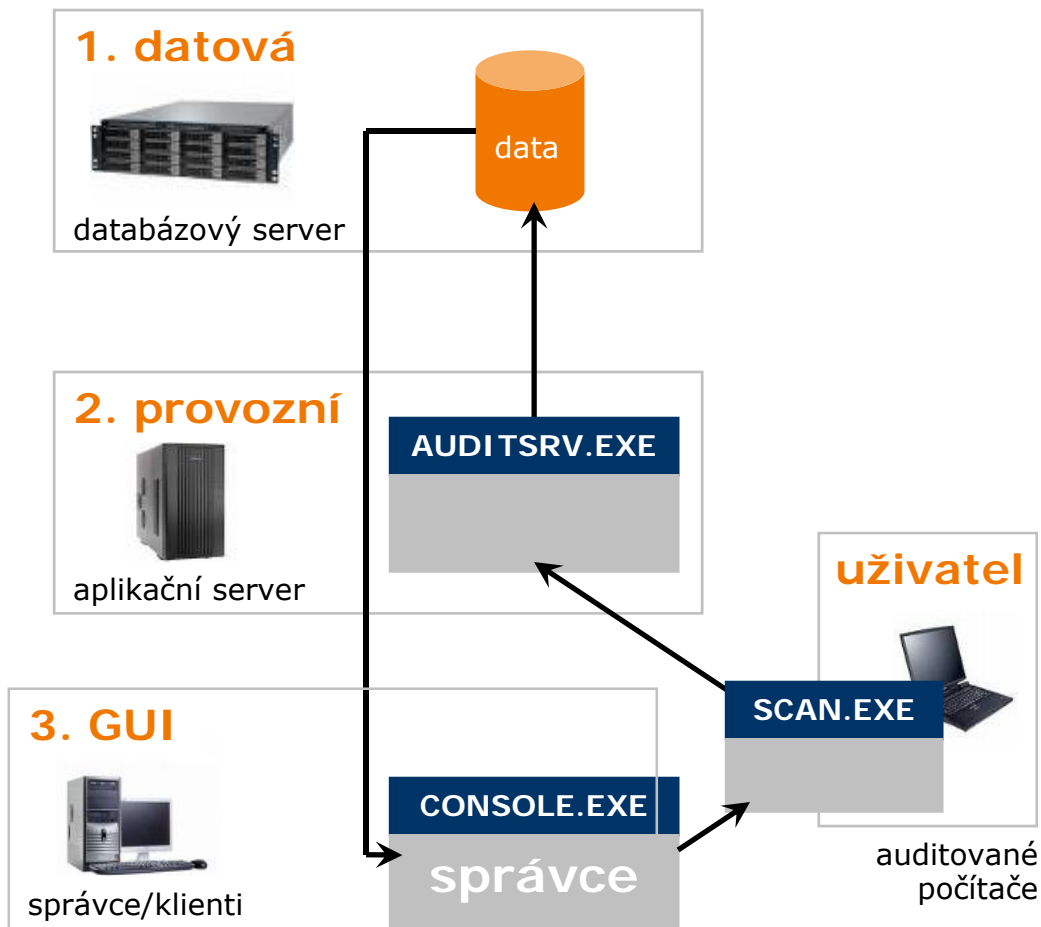 1. datová
data
databázový server
2. provozní
AUDITSRV.EXE
aplikační server
uživatel
SCAN.EXE
3. GUI
CONSOLE.EXE
správce
správce/klienti
auditované
počítače